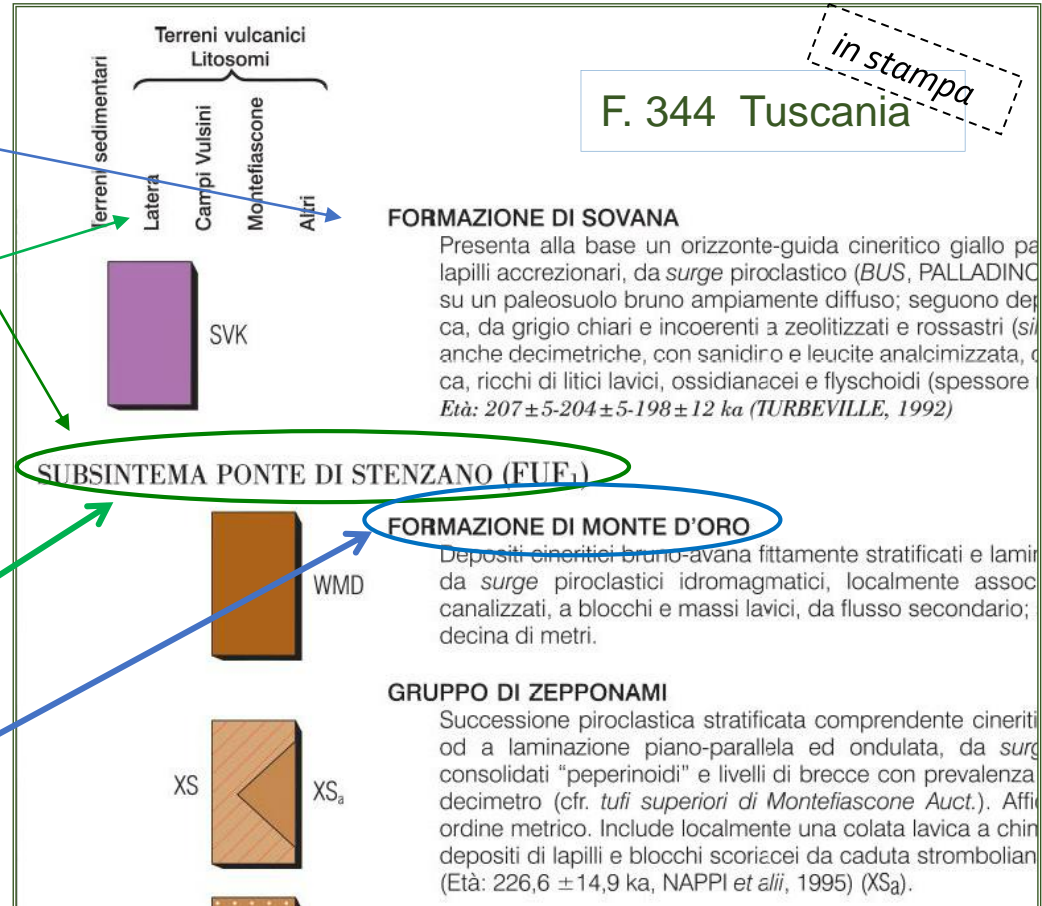 Terreni vulcanici
Litosomi
in stampa
F. 344 Tuscania
Terreni sedimentari
Latera
Campi Vulsini
Montefiascone
Altri
FORMAZIONE DI SOVANA
Presenta alla base un orizzonte-guida cineritico giallo pa
lapilli accrezionari, da surge piroclastico (BUS, PALLADINO
su un paleosuolo bruno ampiamente diffuso; seguono dep
ca, da grigio chiari e incoerenti a zeolitizzati e rossastri (sil
anche decimetriche, con sanidino e leucite analcimizzata,
ca, ricchi di litici lavici, ossidianacei e flyschoidi (spessore
Età: 207±5-204±5-198±12 ka (TURBEVILLE, 1992)
SVK
SUBSINTEMA PONTE DI STENZANO (FUF1)
FORMAZIONE DI MONTE D'ORO
Depositi cineritici bruno-avana fittamente stratificati e lamin
da surge piroclastici idromagmatici, localmente assoc
canalizzati, a blocchi e massi lavici, da flusso secondario;
decina di metri.
WMD
GRUPPO DI ZEPPONAMI
Successione piroclastica stratificata comprendente cineriti
od a laminazione piano-parallela ed ondulata, da surg
consolidati "peperinoidi" e livelli di brecce con prevalenza
decimetro (cfr. tufi superiori di Montefiascone Auct.). Affi
ordine metrico. Include localmente una colata lavica a chim
depositi di lapilli e blocchi scoriacei da caduta strombolian
(Età: 226,6 ±14,9 ka, NAPPI et alii, 1995) (XSa).
XS
XSa